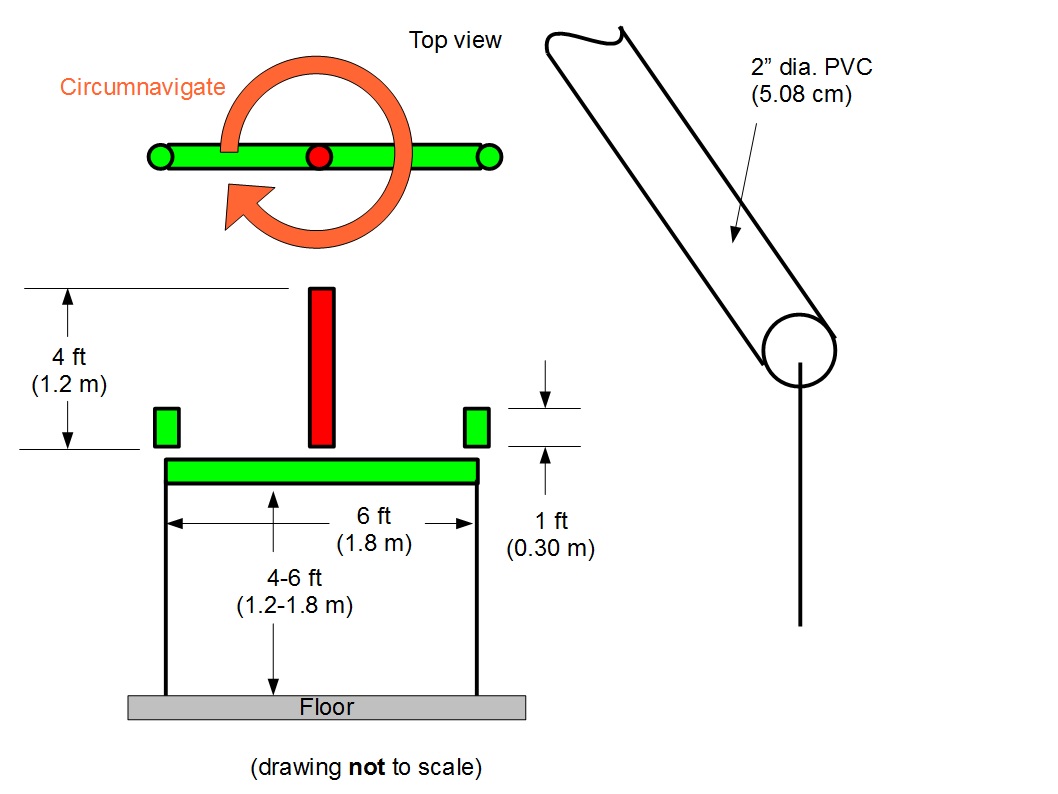 Top view
Circumnavigate
2” dia. PVC
(5.08 cm)
4 ft
(1.2 m)
6 ft
(1.8 m)
1 ft
(0.30 m)
4-6 ft
(1.2-1.8 m)
Floor
(drawing not to scale)